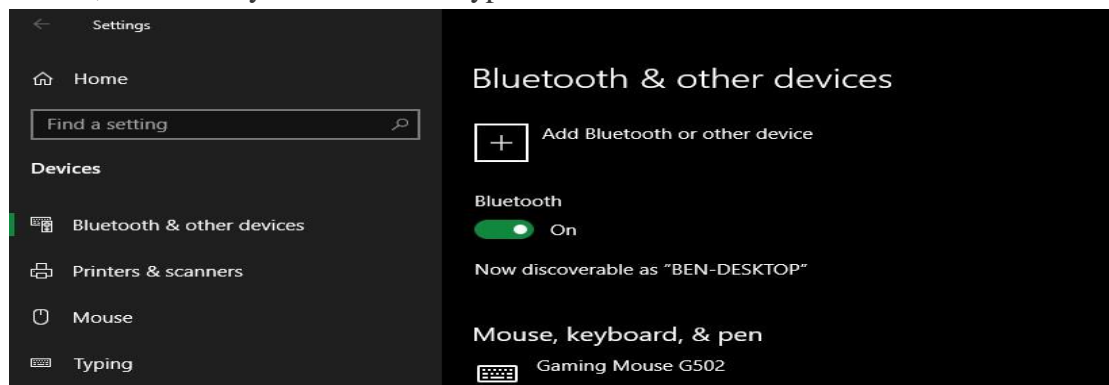 Settings
Home
Find a setting
Devices
Bluetooth & other devices
Printers & scanners
Mouse
Typing
Bluetooth & other devices
Add Bluetooth or other device
Bluetooth
On
Now discoverable as "BEN-DESKTOP"
Mouse, keyboard, & pen
Gaming Mouse G502